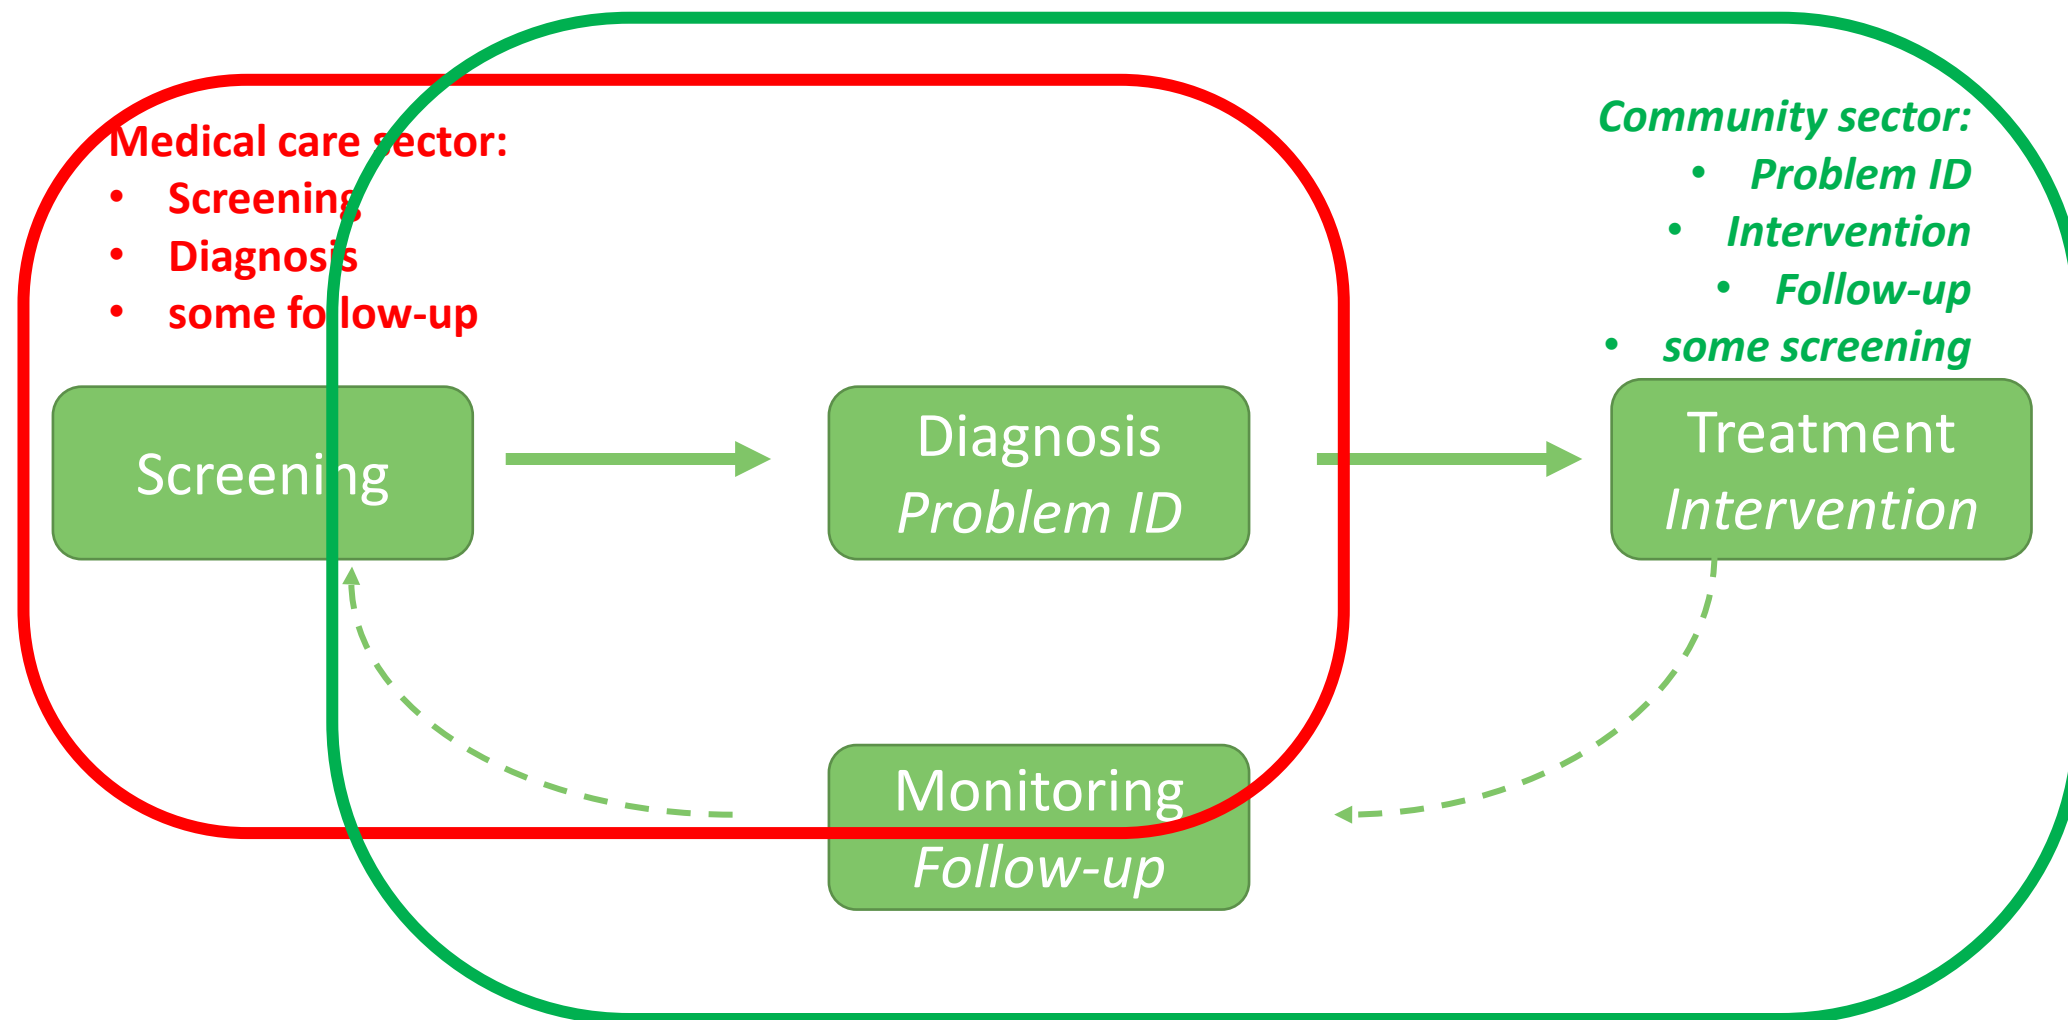 Medical care sector:
• Screening
• Diagnosis
• some follow-up
Community sector:
• Problem ID
• Intervention
• Follow-up
• some screening
Screening
Diagnosis
Problem ID
Treatment
Intervention
Monitoring
Follow-up